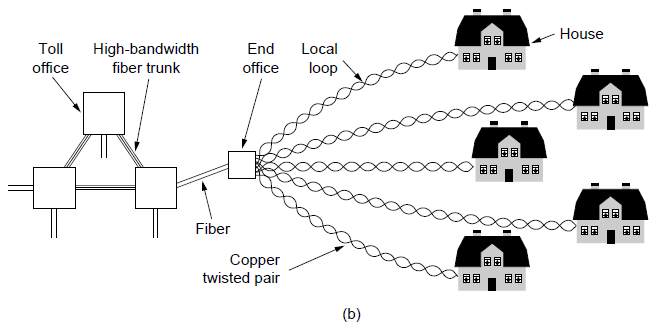 Toll
office
High-bandwidth
fiber trunk
End
office
Local
loop
House
Fiber
Copper
twisted pair
(b)